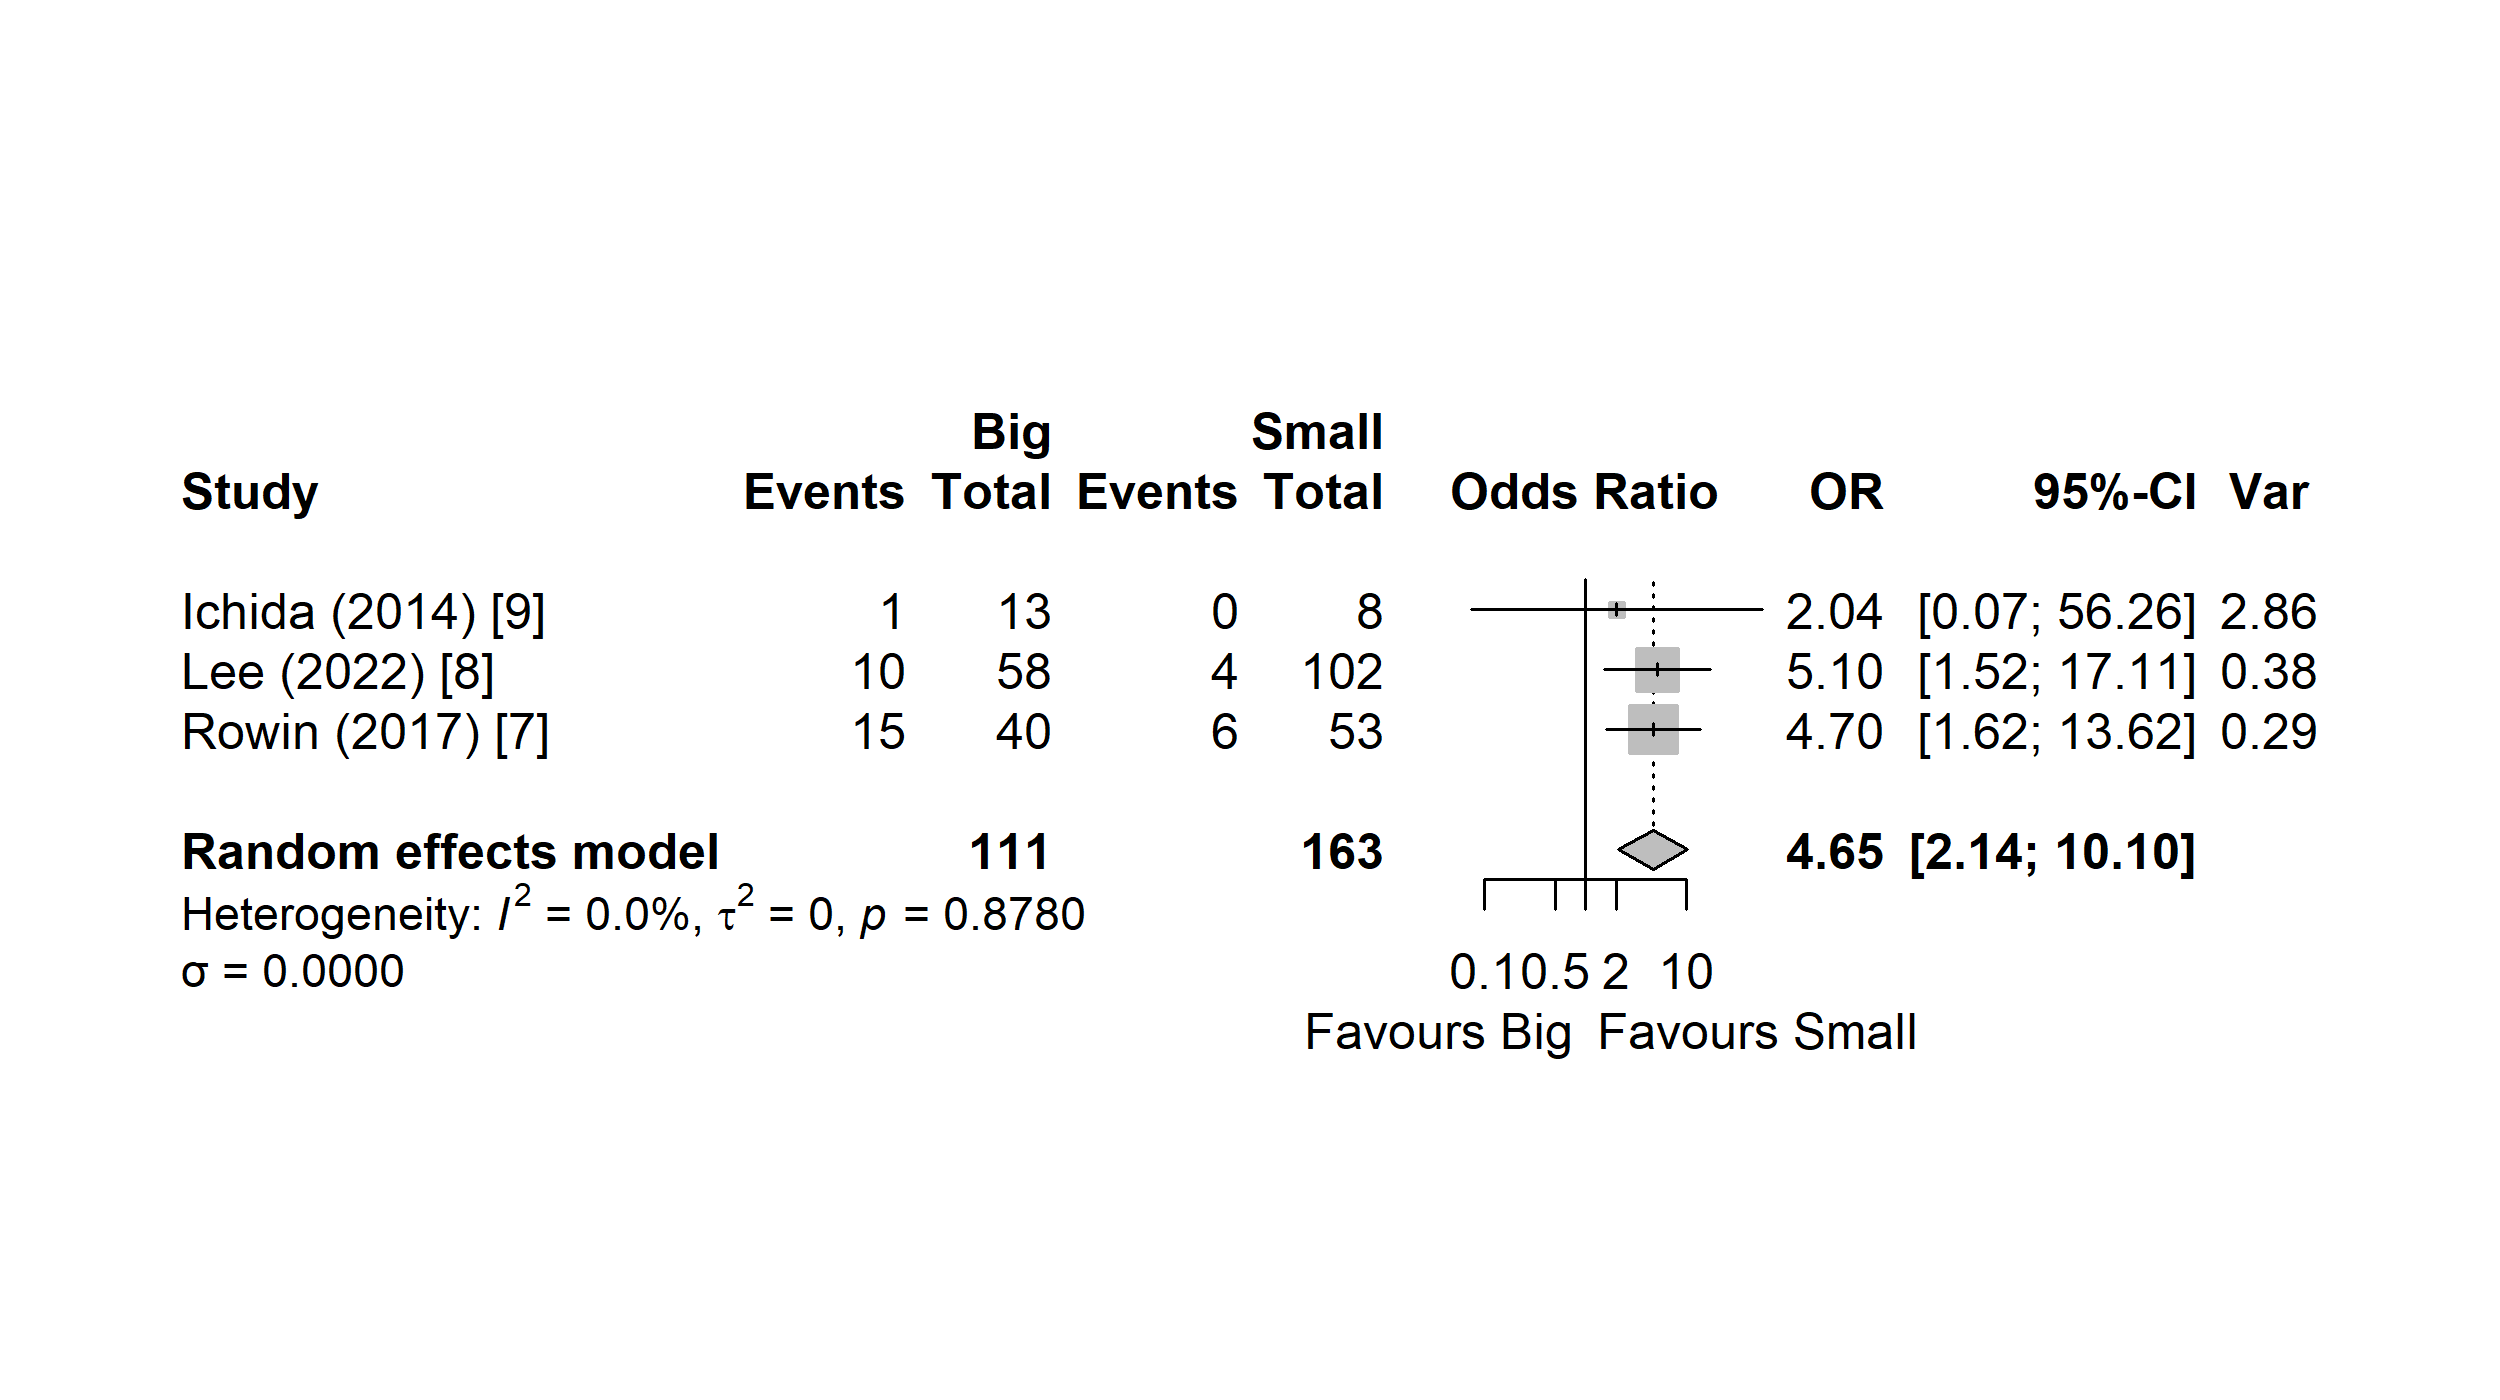 Big Small
Study Events Total Events Total Odds Ratio OR 95%-CI Var
Ichida (2014) [9] 1 13 0 8 2.04 [0.07; 56.26] 2.86
Lee (2022) [8] 10 58 4 102 5.10 [1.52; 17.11] 0.38
Rowin (2017) [7] 15 40 6 53 4.70 [1.62; 13.62] 0.29
Random effects model 111 163 4.65 [2.14; 10.10]
Heterogeneity: I² = 0.0%, τ² = 0, p = 0.8780
σ = 0.0000
0.1 0.5 2 10
Favours Big Favours Small